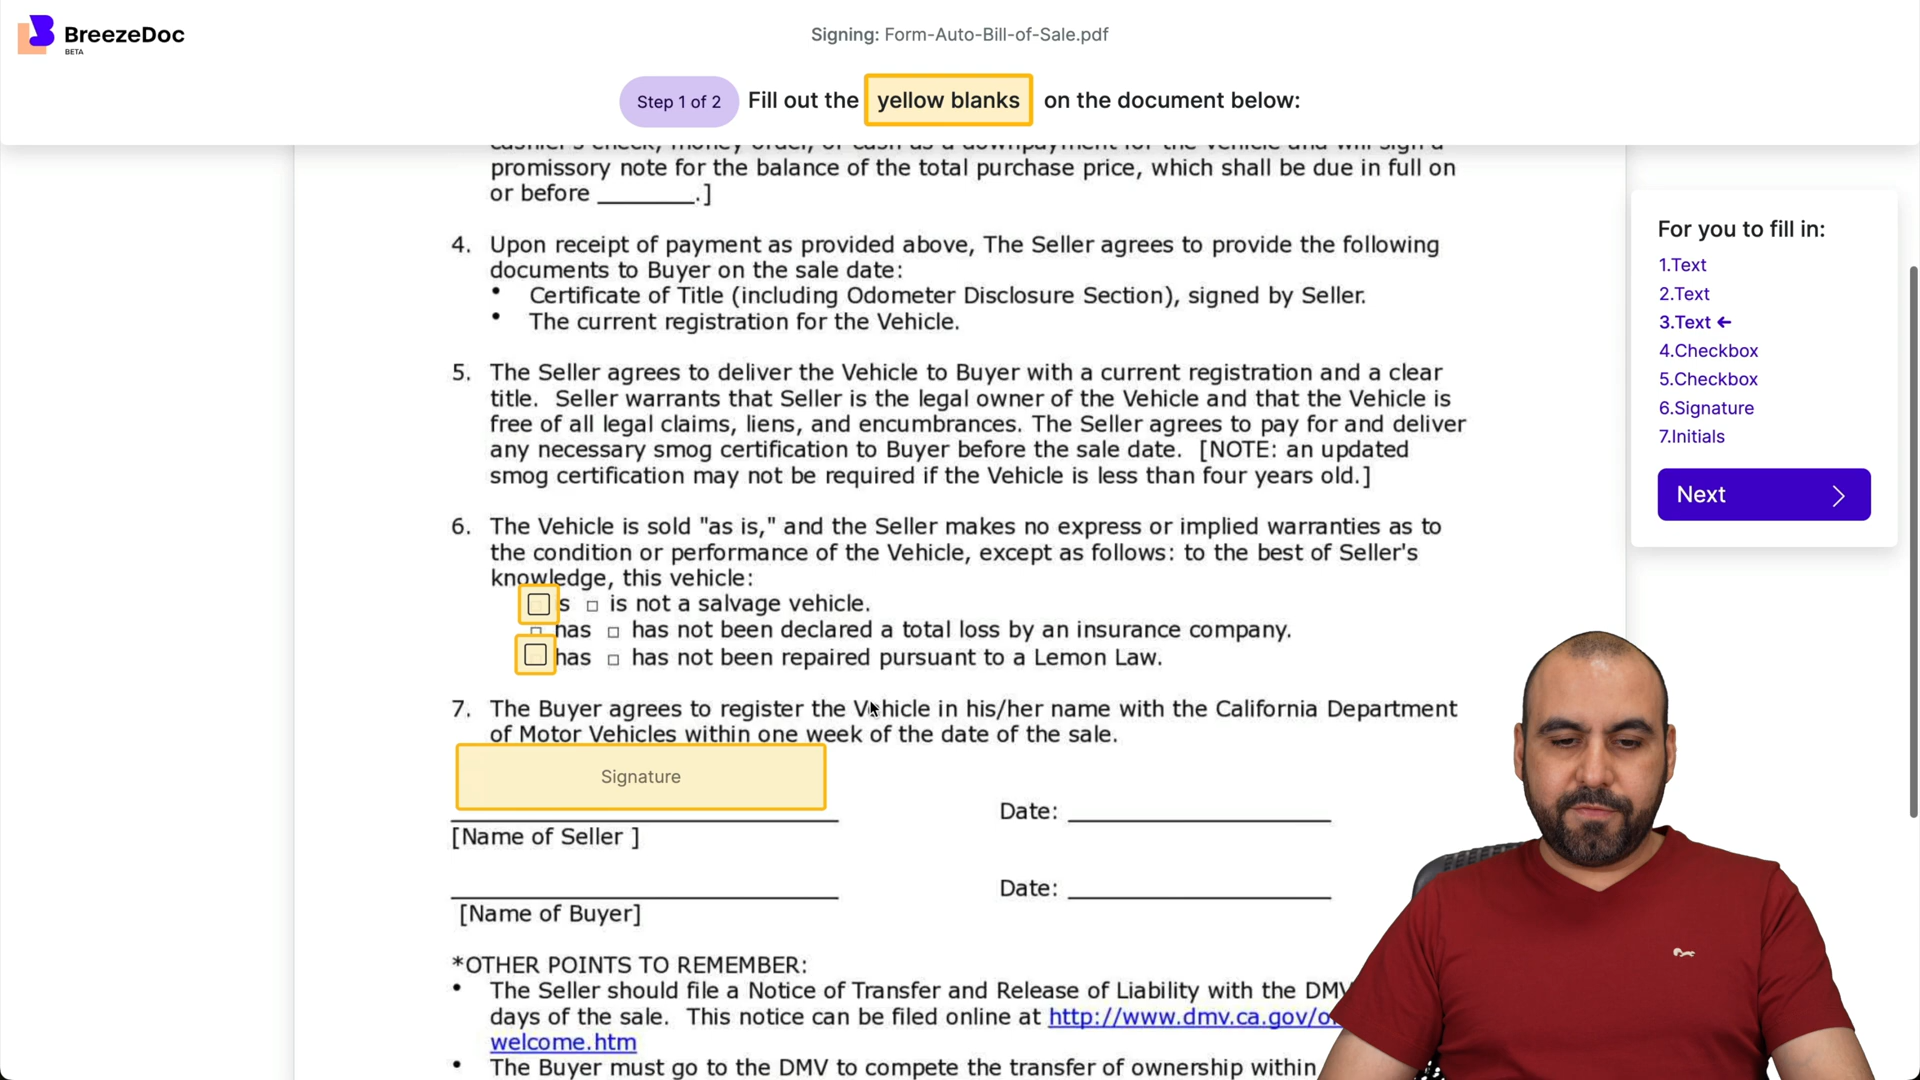 BreezeDoc
BETA
Signing: Form-Auto-Bill-of-Sale.pdf
Step 1 of 2 Fill out the yellow blanks on the document below:
cashier's check, money order, or cash as a downpayment for the vehicle and will sign a
promissory note for the balance of the total purchase price, which shall be due in full on
or before ________.]
4. Upon receipt of payment as provided above, The Seller agrees to provide the following
documents to Buyer on the sale date:
• Certificate of Title (including Odometer Disclosure Section), signed by Seller.
• The current registration for the Vehicle.
5. The Seller agrees to deliver the Vehicle to Buyer with a current registration and a clear
title. Seller warrants that Seller is the legal owner of the Vehicle and that the Vehicle is
free of all legal claims, liens, and encumbrances. The Seller agrees to pay for and deliver
any necessary smog certification to Buyer before the sale date. [NOTE: an updated
smog certification may not be required if the Vehicle is less than four years old.]
6. The Vehicle is sold "as is," and the Seller makes no express or implied warranties as to
the condition or performance of the Vehicle, except as follows: to the best of Seller's
knowledge, this vehicle:
s □ is not a salvage vehicle.
□ has □ has not been declared a total loss by an insurance company.
has □ has not been repaired pursuant to a Lemon Law.
7. The Buyer agrees to register the Vehicle in his/her name with the California Department
of Motor Vehicles within one week of the date of the sale.
Signature
Date: ____________________
[Name of Seller ]
Date: ____________________
[Name of Buyer]
*OTHER POINTS TO REMEMBER:
• The Seller should file a Notice of Transfer and Release of Liability with the DMV
days of the sale. This notice can be filed online at http://www.dmv.ca.gov/o
welcome.htm
• The Buyer must go to the DMV to compete the transfer of ownership within
For you to fill in:
1.Text
2.Text
3.Text ←
4.Checkbox
5.Checkbox
6.Signature
7.Initials
Next